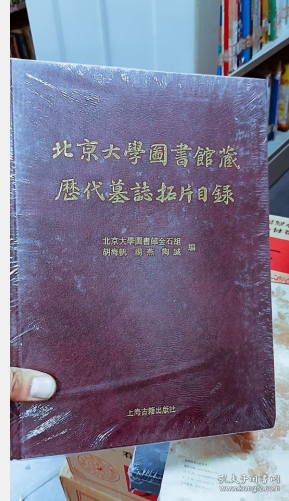 北京大學圖書館藏
歷代墓誌拓片目録
北京大學圖書館金石組
胡海帆 湯燕 陶誠
編
上海古籍出版社
孔夫子旧书网